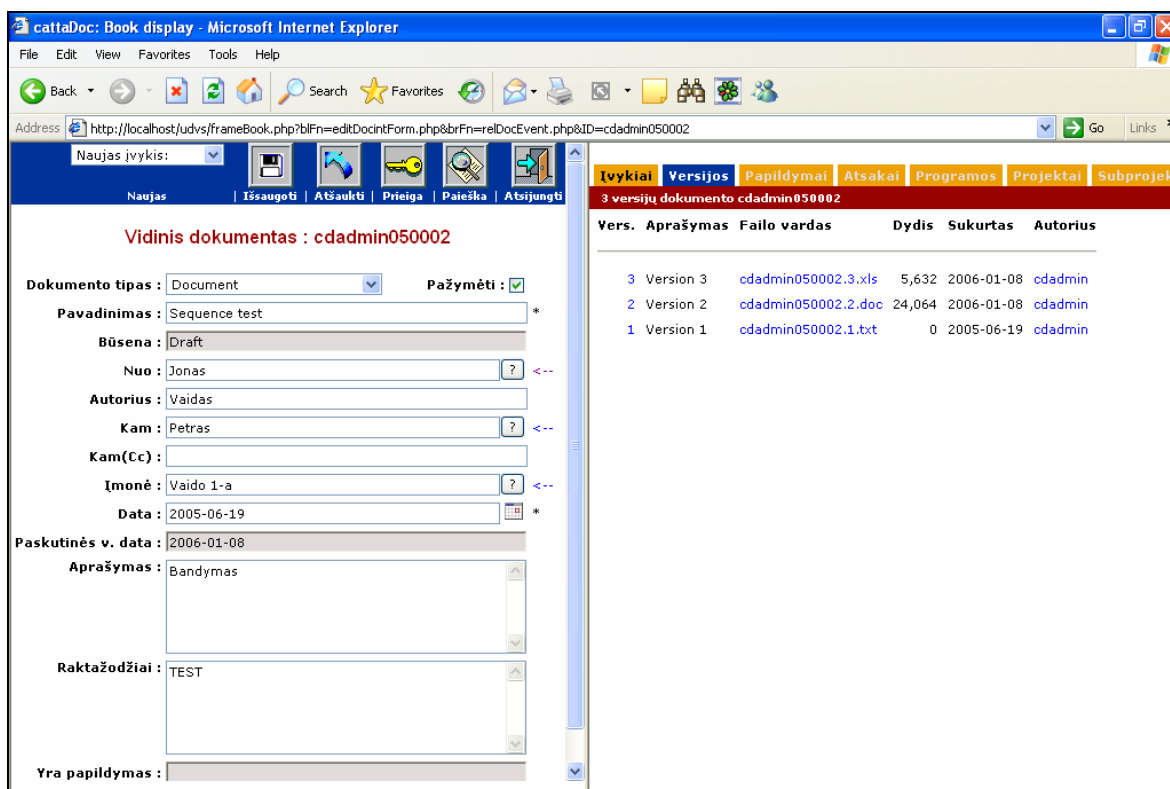 cattaDoc: Book display - Microsoft Internet Explorer
File Edit View Favorites Tools Help
Back Search Favorites
Address http://localhost/udvs/frameBook.php?blFn=editDocintForm.php&brFn=relDocEvent.php&ID=cdadmin050002 Go Links
Naujas įvykis:
Naujas | Išsaugoti | Atšaukti | Prieiga | Paieška | Atsijungti
Vidinis dokumentas : cdadmin050002
Dokumento tipas : Document Pažymėti :
Pavadinimas : Sequence test *
Būsena : Draft
Nuo : Jonas ? <--
Autorius : Vaidas
Kam : Petras ? <--
Kam(Cc) :
Įmonė : Vaido 1-a ? <--
Data : 2005-06-19 *
Paskutinės v. data : 2006-01-08
Aprašymas : Bandymas
Raktažodžiai : TEST
Yra papildymas :
Įvykiai Versijos Papildymai Atsakai Programos Projektai Subprojek
3 versijų dokumento cdadmin050002
Vers. Aprašymas Failo vardas Dydis Sukurtas Autorius
3 Version 3 cdadmin050002.3.xls 5,632 2006-01-08 cdadmin
2 Version 2 cdadmin050002.2.doc 24,064 2006-01-08 cdadmin
1 Version 1 cdadmin050002.1.txt 0 2005-06-19 cdadmin